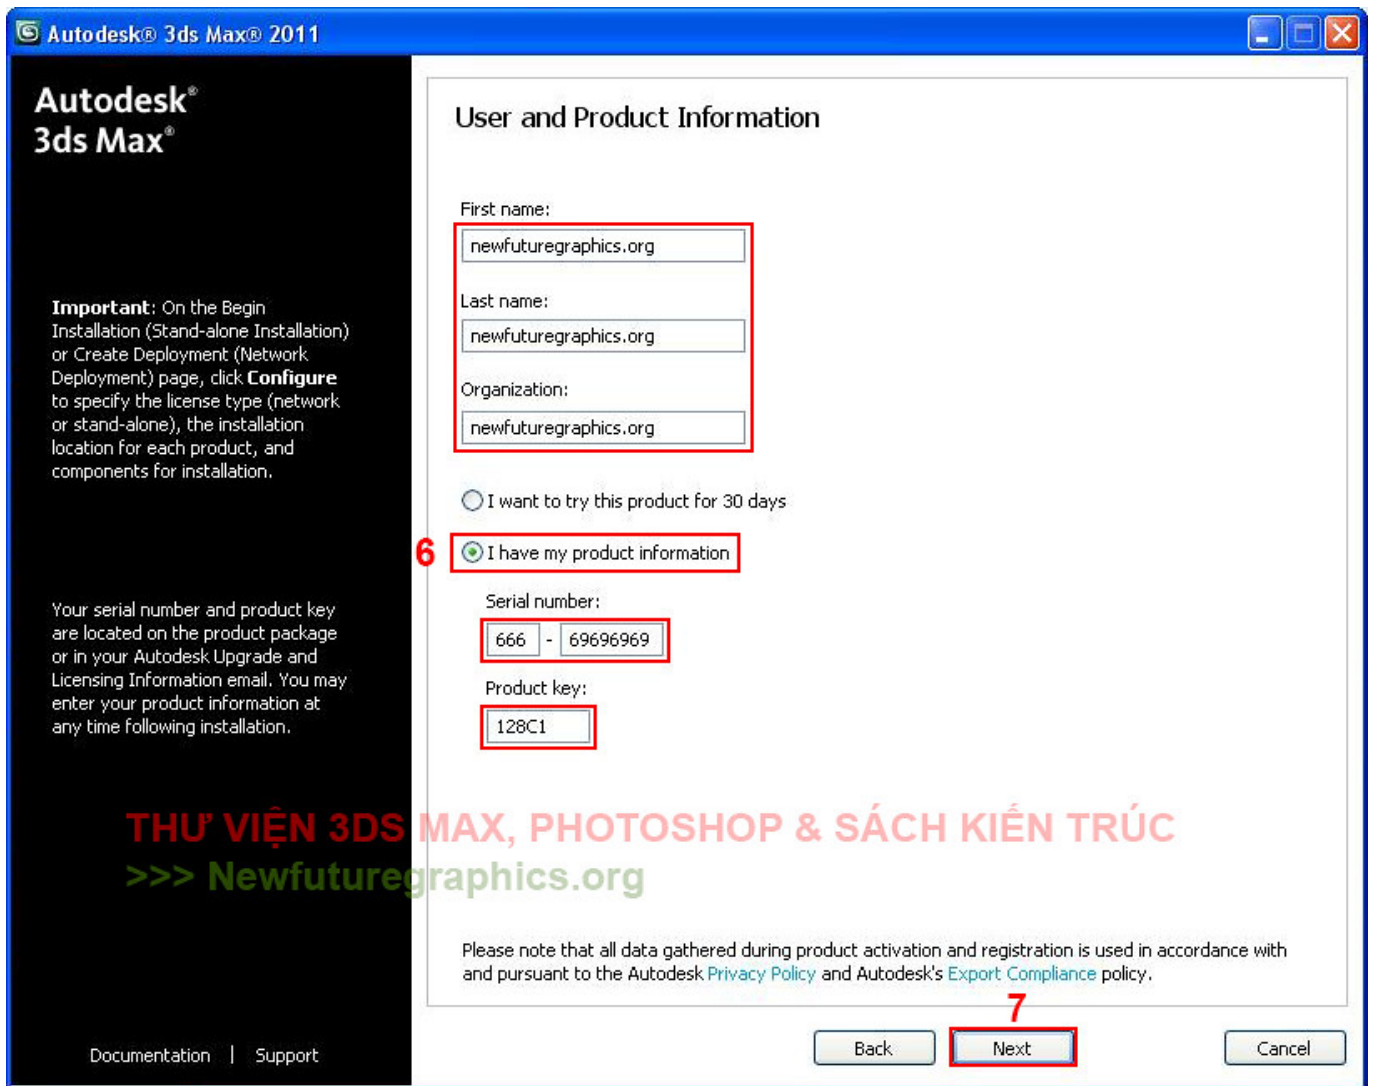 Autodesk® 3ds Max® 2011
Autodesk®
3ds Max®
Important: On the Begin
Installation (Stand-alone Installation)
or Create Deployment (Network
Deployment) page, click Configure
to specify the license type (network
or stand-alone), the installation
location for each product, and
components for installation.
Your serial number and product key
are located on the product package
or in your Autodesk Upgrade and
Licensing Information email. You may
enter your product information at
any time following installation.
Documentation | Support
User and Product Information
First name:
newfuturegraphics.org
Last name:
newfuturegraphics.org
Organization:
newfuturegraphics.org
I want to try this product for 30 days
6 I have my product information
Serial number:
666 - 69696969
Product key:
128C1
THƯ VIỆN 3DS MAX, PHOTOSHOP & SÁCH KIẾN TRÚC
>>> Newfuturegraphics.org
Please note that all data gathered during product activation and registration is used in accordance with
and pursuant to the Autodesk Privacy Policy and Autodesk's Export Compliance policy.
7
Back Next Cancel